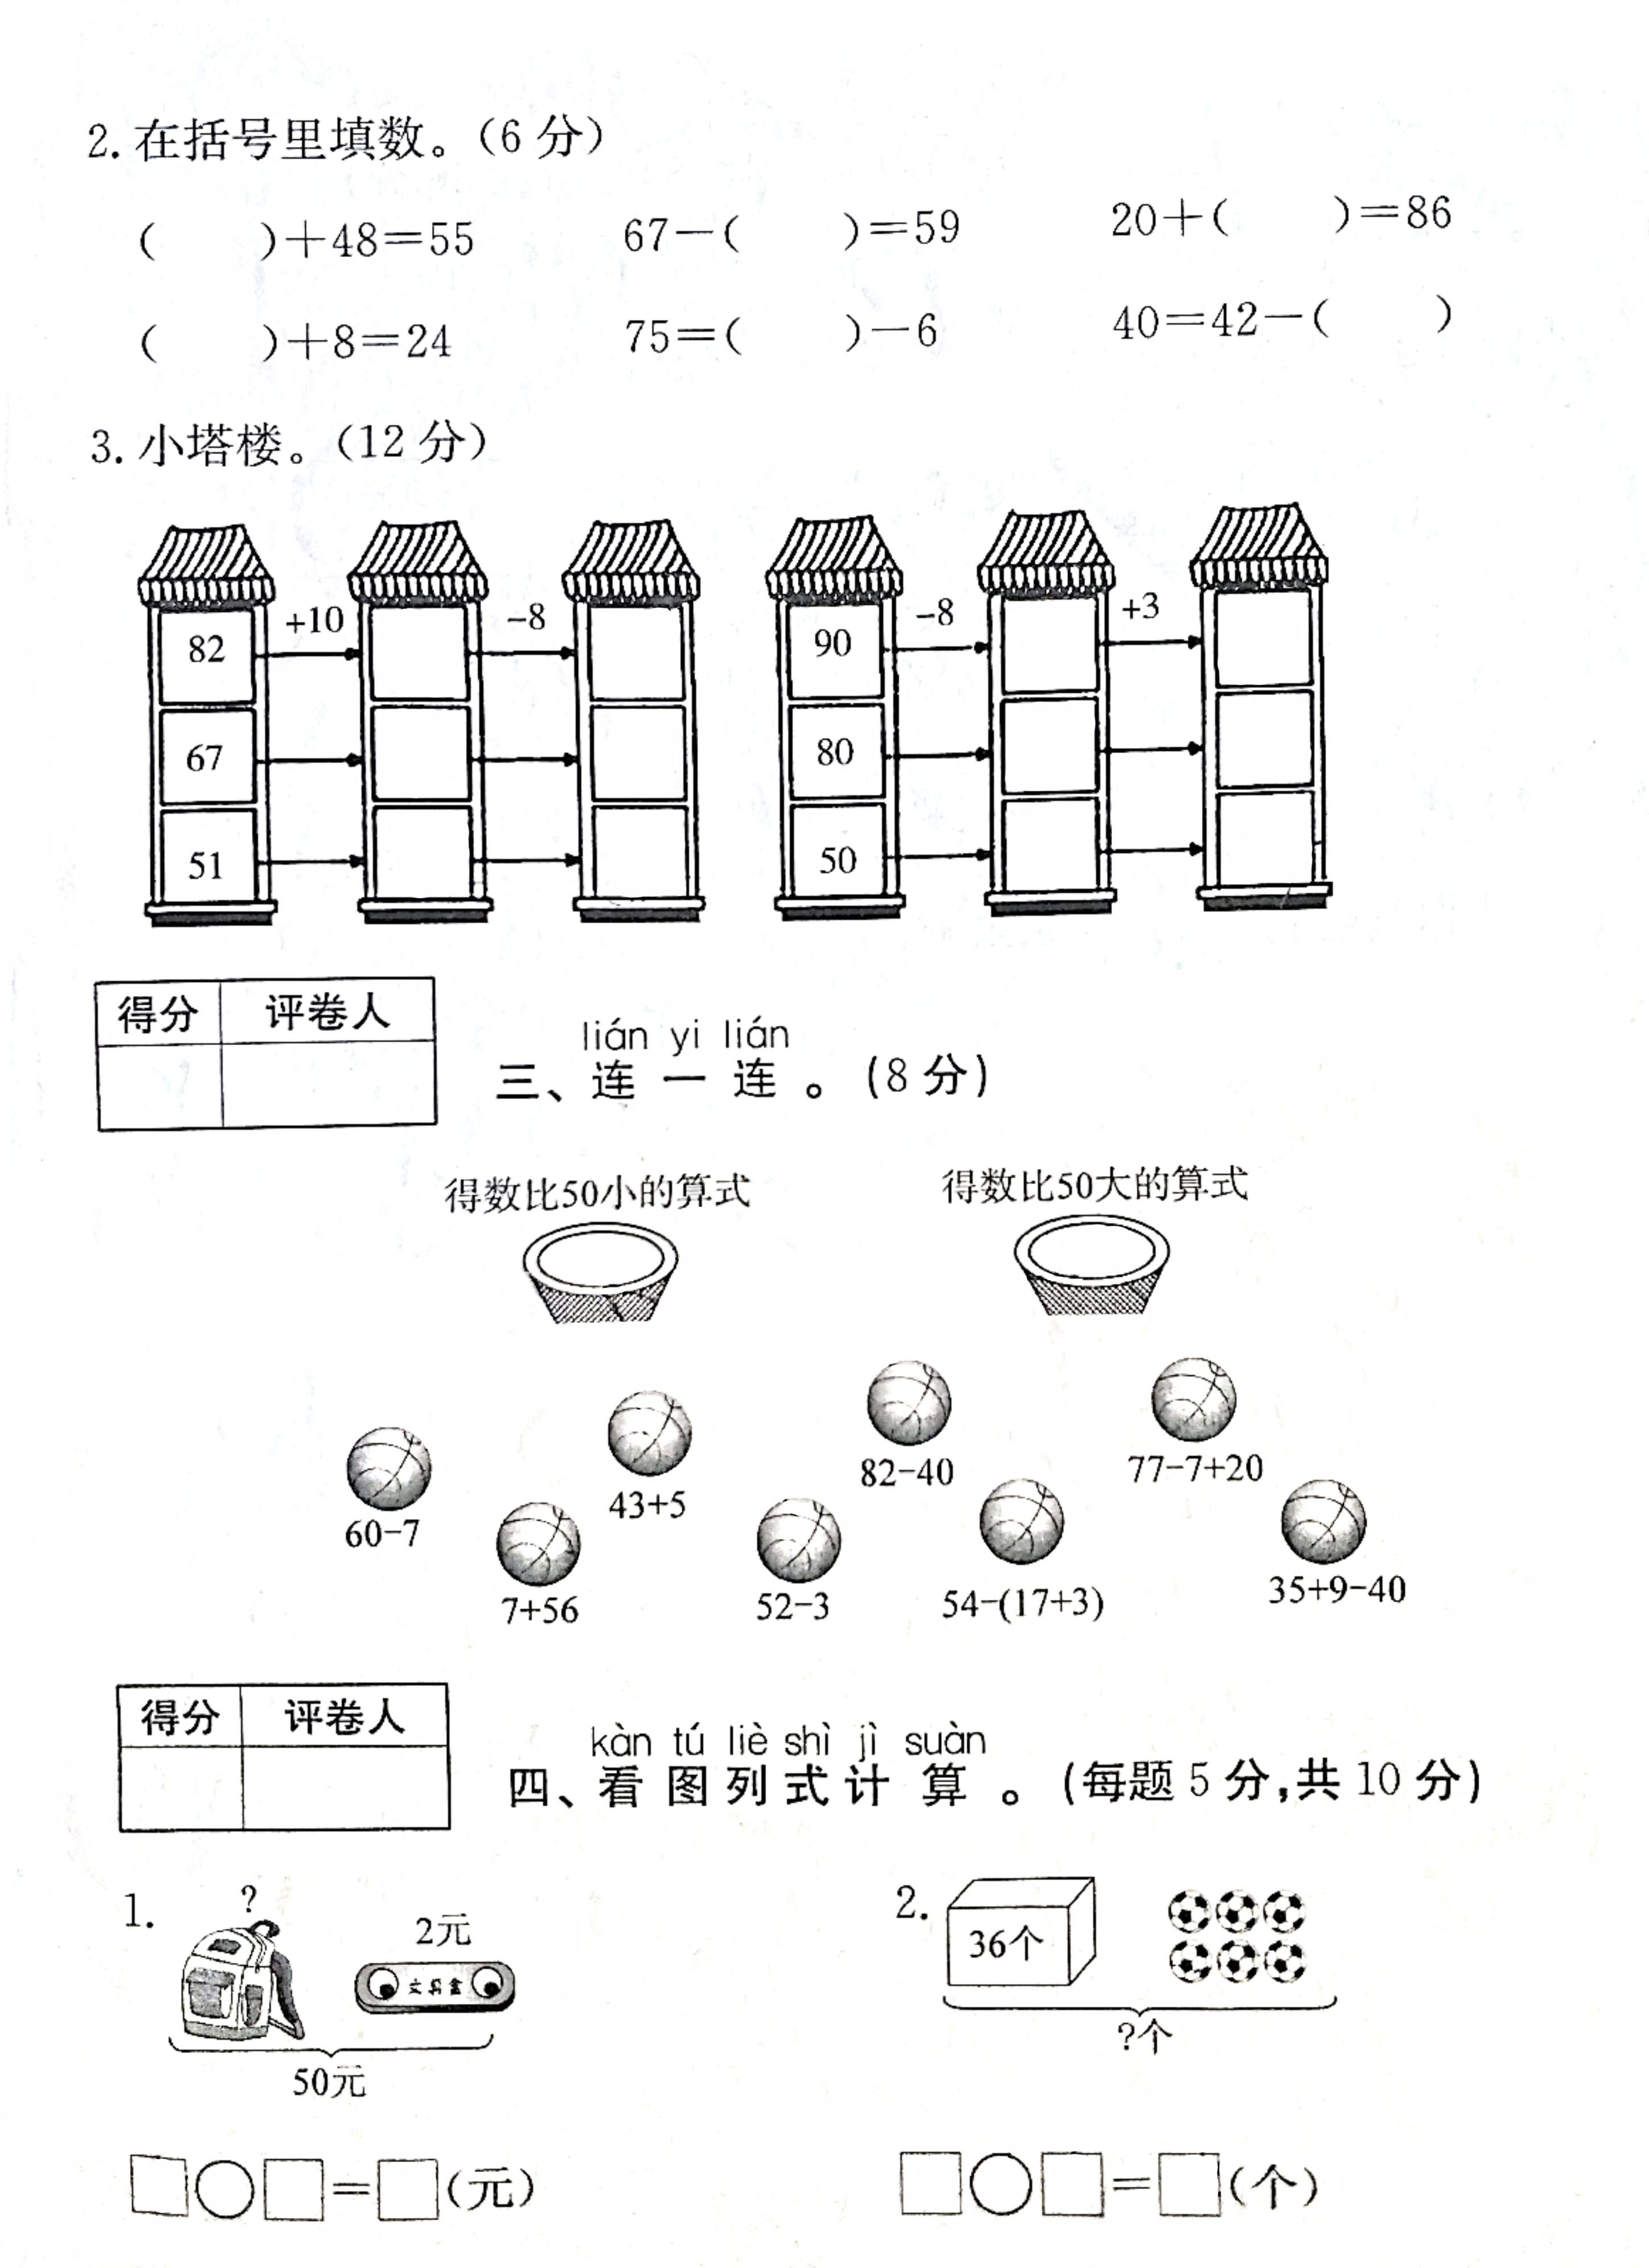 2. 在括号里填数。(6 分)
(　　)+48=55　　67-(　　)=59　　20+(　　)=86
(　　)+8=24　　75=(　　)-6　　40=42-(　　)
3. 小塔楼。(12 分)
+10　-8　-8　+3
82　90
67　80
51　50
得分　评卷人
lián yi lián
三、连一连。(8 分)
得数比50小的算式　得数比50大的算式
82-40　77-7+20
60-7　43+5
7+56　52-3　54-(17+3)　35+9-40
得分　评卷人
kàn tú liè shì jì suàn
四、看图列式计算。(每题 5 分,共 10 分)
1.　?　2元
文具盒
50元
□○□=□(元)
2.　36个
?个
□○□=□(个)